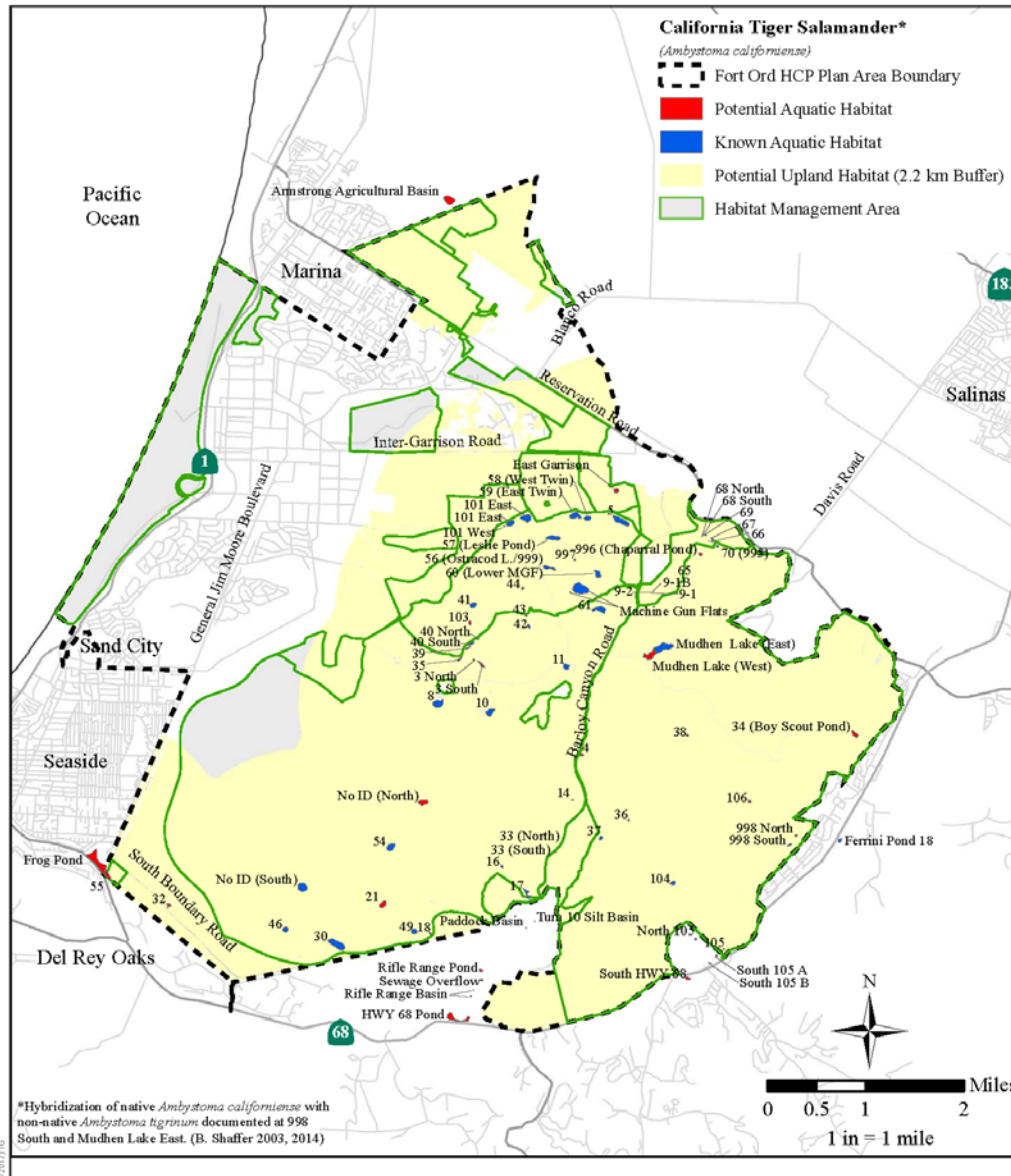 California Tiger Salamander*
(Ambystoma californiense)
Fort Ord HCP Plan Area Boundary
Potential Aquatic Habitat
Known Aquatic Habitat
Potential Upland Habitat (2.2 km Buffer)
Habitat Management Area
Pacific
Ocean
Armstrong Agricultural Basin
Marina
Blanco Road
Salinas
Reservation Road
Inter-Garrison Road
1
General Jim Moore Boulevard
Davis Road
East Garrison
58 (West Twin)
59 (East Twin)
5
101 East
101 East
101 West
57 (Leslie Pond)
56 (Ostracod L./999)
60 (Lower MGF)
997
996 (Chaparral Pond)
68 North
68 South
69
67
66
70 (995)
65
9-2
9-1B
9-1
44
41
43
42
61
Machine Gun Flats
103
40 North
40 South
39
35
3 North
3 South
8
10
11
Mudhen Lake (East)
Mudhen Lake (West)
Barloy Canyon Road
Sand City
Seaside
38
34 (Boy Scout Pond)
4
14
No ID (North)
106
36
37
998 North
998 South
Ferrini Pond 18
33 (North)
33 (South)
54
16
Frog Pond
55
South Boundary Road
No ID (South)
17
104
32
21
46
30
49
18
Paddock Basin
Turn 10 Silt Basin
North 105
105
Del Rey Oaks
South 105 A
South 105 B
South HWY 68
Rifle Range Pond
Sewage Overflow
Rifle Range Basin
HWY 68 Pond
68
N
Miles
0 0.5 1 2
1 in = 1 mile
*Hybridization of native Ambystoma californiense with
non-native Ambystoma tigrinum documented at 998
South and Mudhen Lake East. (B. Shaffer 2003, 2014)